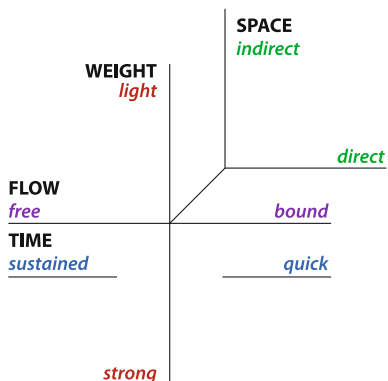 SPACE
indirect
WEIGHT
light
direct
FLOW
free
bound
TIME
sustained
quick
strong